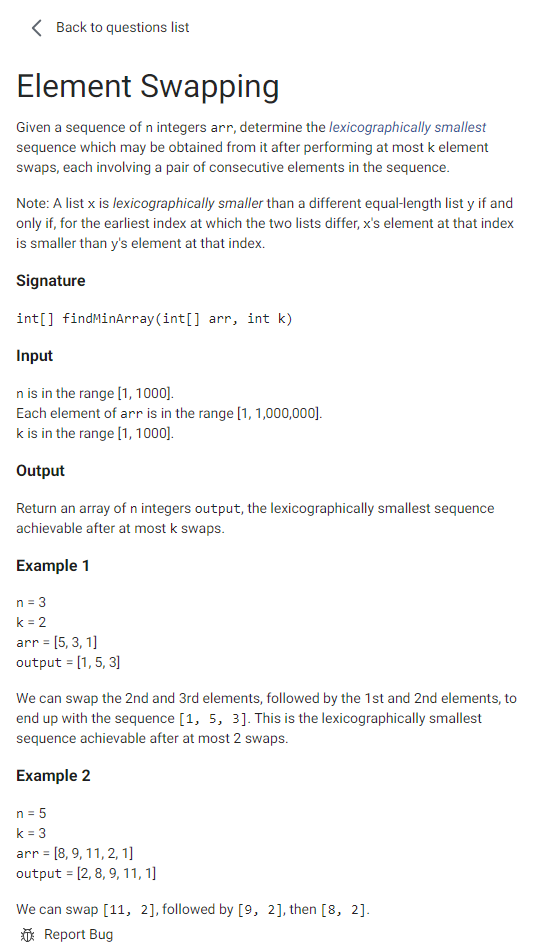 Back to questions list
Element Swapping
Given a sequence of n integers arr, determine the lexicographically smallest
sequence which may be obtained from it after performing at most k element
swaps, each involving a pair of consecutive elements in the sequence.
Note: A list x is lexicographically smaller than a different equal-length list y if and
only if, for the earliest index at which the two lists differ, x's element at that index
is smaller than y's element at that index.
Signature
int[] findMinArray(int[] arr, int k)
Input
n is in the range [1, 1000].
Each element of arr is in the range [1, 1,000,000].
k is in the range [1, 1000].
Output
Return an array of n integers output, the lexicographically smallest sequence
achievable after at most k swaps.
Example 1
n = 3
k = 2
arr = [5, 3, 1]
output = [1, 5, 3]
We can swap the 2nd and 3rd elements, followed by the 1st and 2nd elements, to
end up with the sequence [1, 5, 3]. This is the lexicographically smallest
sequence achievable after at most 2 swaps.
Example 2
n = 5
k = 3
arr = [8, 9, 11, 2, 1]
output = [2, 8, 9, 11, 1]
We can swap [11, 2], followed by [9, 2], then [8, 2].
Report Bug